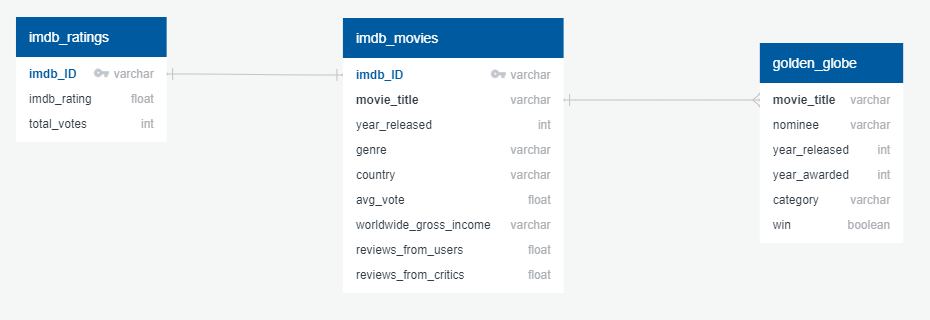 imdb_ratings
imdb_ID varchar
imdb_rating float
total_votes int
imdb_movies
imdb_ID varchar
movie_title varchar
year_released int
genre varchar
country varchar
avg_vote float
worldwide_gross_income varchar
reviews_from_users float
reviews_from_critics float
golden_globe
movie_title varchar
nominee varchar
year_released int
year_awarded int
category varchar
win boolean